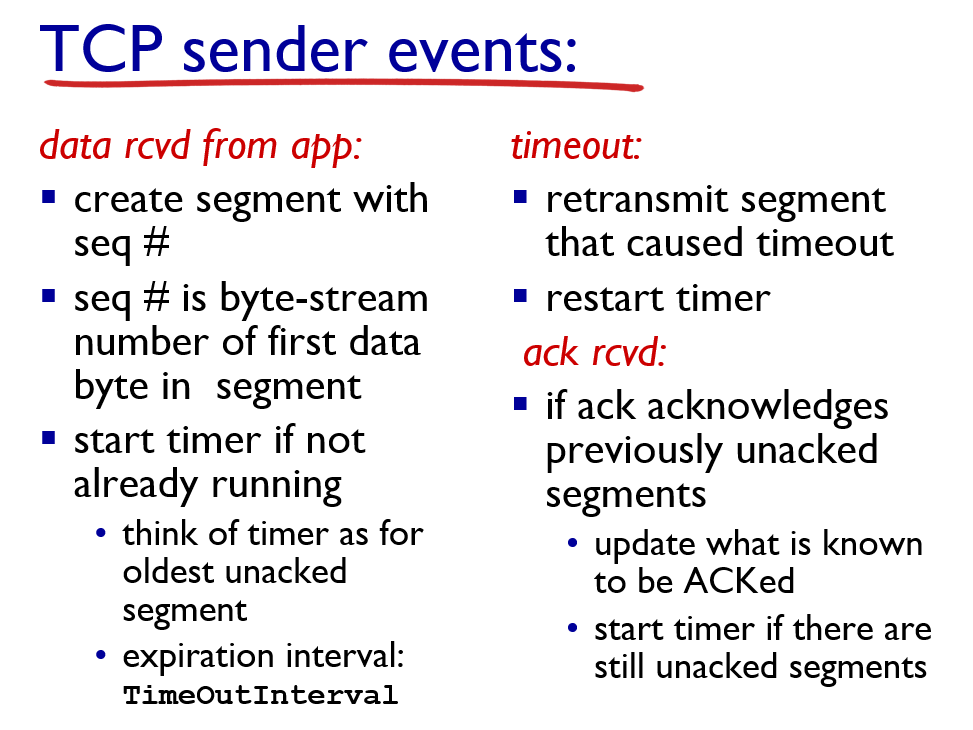 TCP sender events:
data rcvd from app:
▪ create segment with
seq #
▪ seq # is byte-stream
number of first data
byte in segment
▪ start timer if not
already running
• think of timer as for
oldest unacked
segment
• expiration interval:
TimeOutInterval
timeout:
▪ retransmit segment
that caused timeout
▪ restart timer
ack rcvd:
▪ if ack acknowledges
previously unacked
segments
• update what is known
to be ACKed
• start timer if there are
still unacked segments